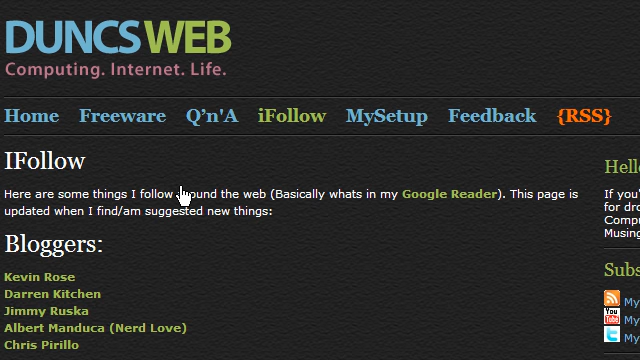 DUNCSWEB
Computing. Internet. Life.
Home Freeware Q'n'A iFollow MySetup Feedback {RSS}
IFollow
Here are some things I follow around the web (Basically whats in my Google Reader). This page is
updated when I find/am suggested new things:
Bloggers:
Kevin Rose
Darren Kitchen
Jimmy Ruska
Albert Manduca (Nerd Love)
Chris Pirillo
Hell
If you'
for dro
Compu
Musing
Subs
My
You Tube My
My